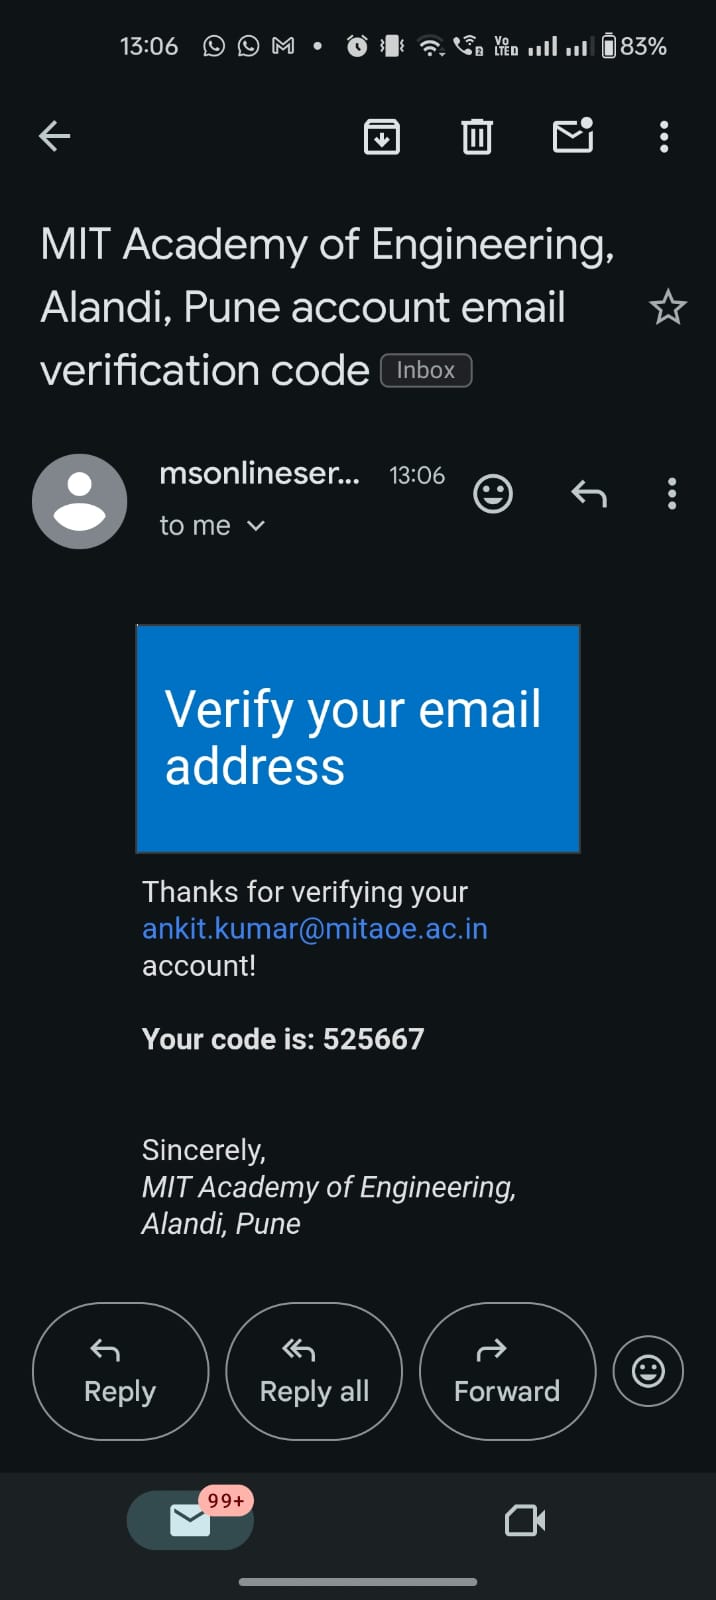 13:06 Vo LTED 83%
MIT Academy of Engineering,
Alandi, Pune account email
verification code Inbox
msonlineser... 13:06
to me
Verify your email
address
Thanks for verifying your
ankit.kumar@mitaoe.ac.in
account!
Your code is: 525667
Sincerely,
MIT Academy of Engineering,
Alandi, Pune
Reply Reply all Forward
99+